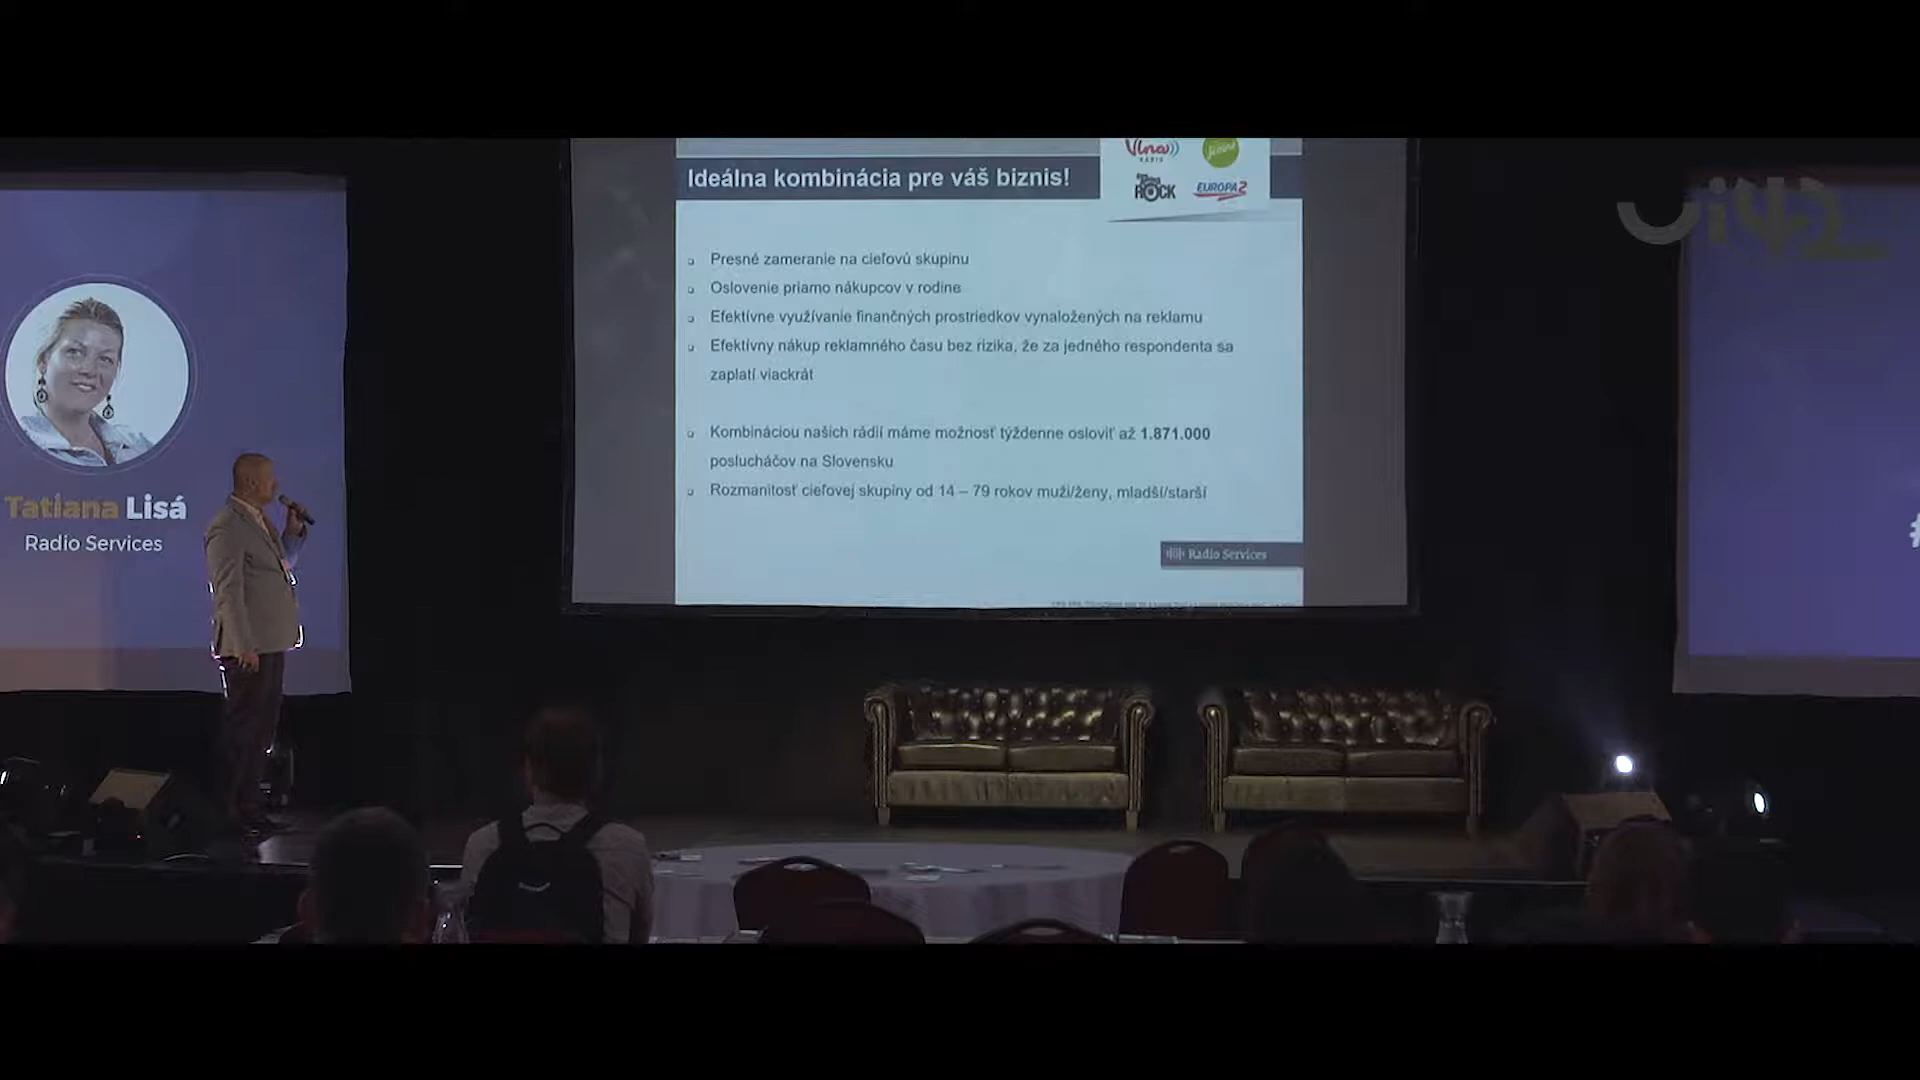 Vlna
RADIO
ROCK
EUROPA 2
Ideálna kombinácia pre váš biznis!
Presné zameranie na cieľovú skupinu
Oslovenie priamo nákupcov v rodine
Efektívne využívanie finančných prostriedkov vynaložených na reklamu
Efektívny nákup reklamného času bez rizika, že za jedného respondenta sa
zaplatí viackrát
Kombináciou našich rádií máme možnosť týždenne osloviť až 1.871.000
poslucháčov na Slovensku
Rozmanitosť cieľovej skupiny od 14 – 79 rokov muži/ženy, mladší/starší
Radio Services
Tatiana Lisá
Radio Services
#